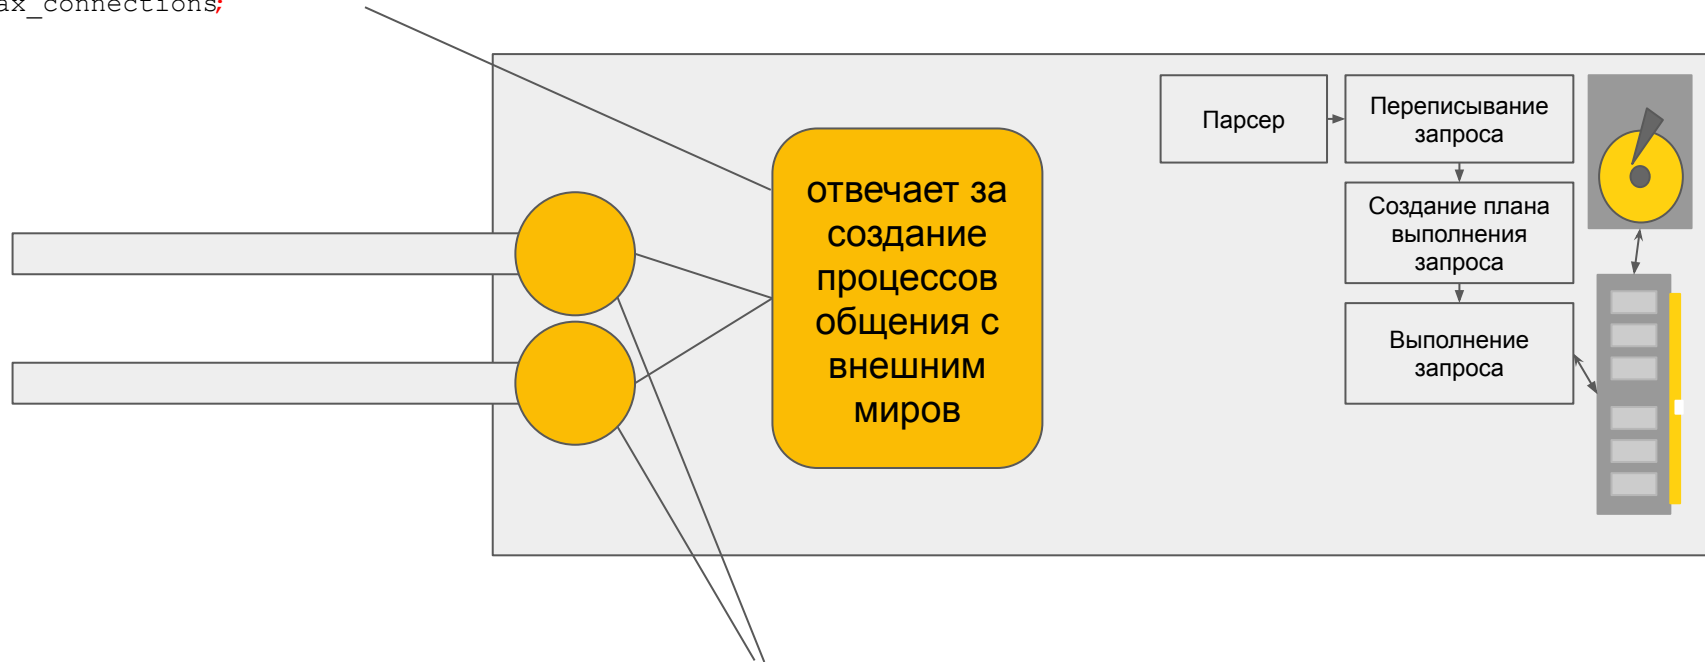 ax_connections;
отвечает за
создание
процессов
общения с
внешним
миров
Парсер
Переписывание
запроса
Создание плана
выполнения
запроса
Выполнение
запроса